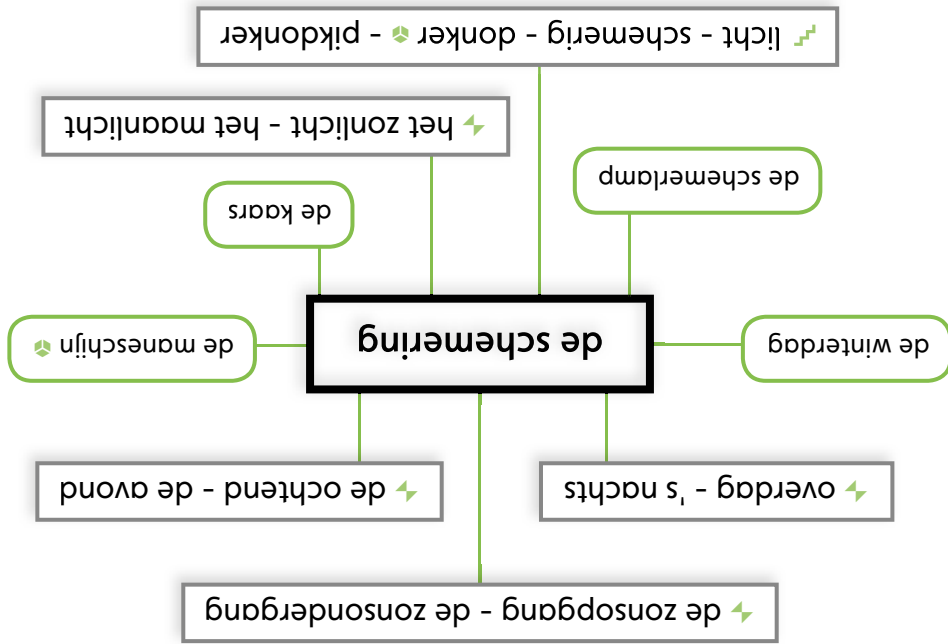 de zonsopgang - de zonsondergang
overdag - 's nachts
de ochtend - de avond
de winterdag
de schemering
de maneschijn
de schemerlamp
de kaars
het zonlicht - het maanlicht
licht - schemerig - donker - pikdonker